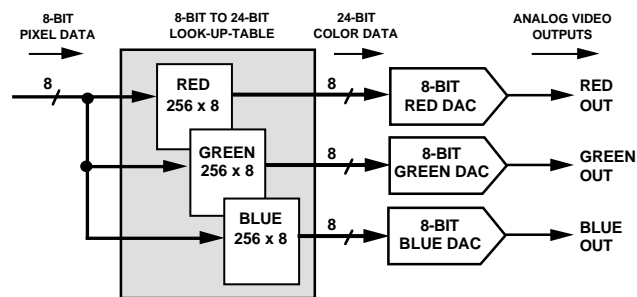 8-BIT
PIXEL DATA
8-BIT TO 24-BIT
LOOK-UP-TABLE
24-BIT
COLOR DATA
ANALOG VIDEO
OUTPUTS
8
RED
256 x 8
8
8-BIT
RED DAC
RED
OUT
GREEN
256 x 8
8
8-BIT
GREEN DAC
GREEN
OUT
BLUE
256 x 8
8
8-BIT
BLUE DAC
BLUE
OUT